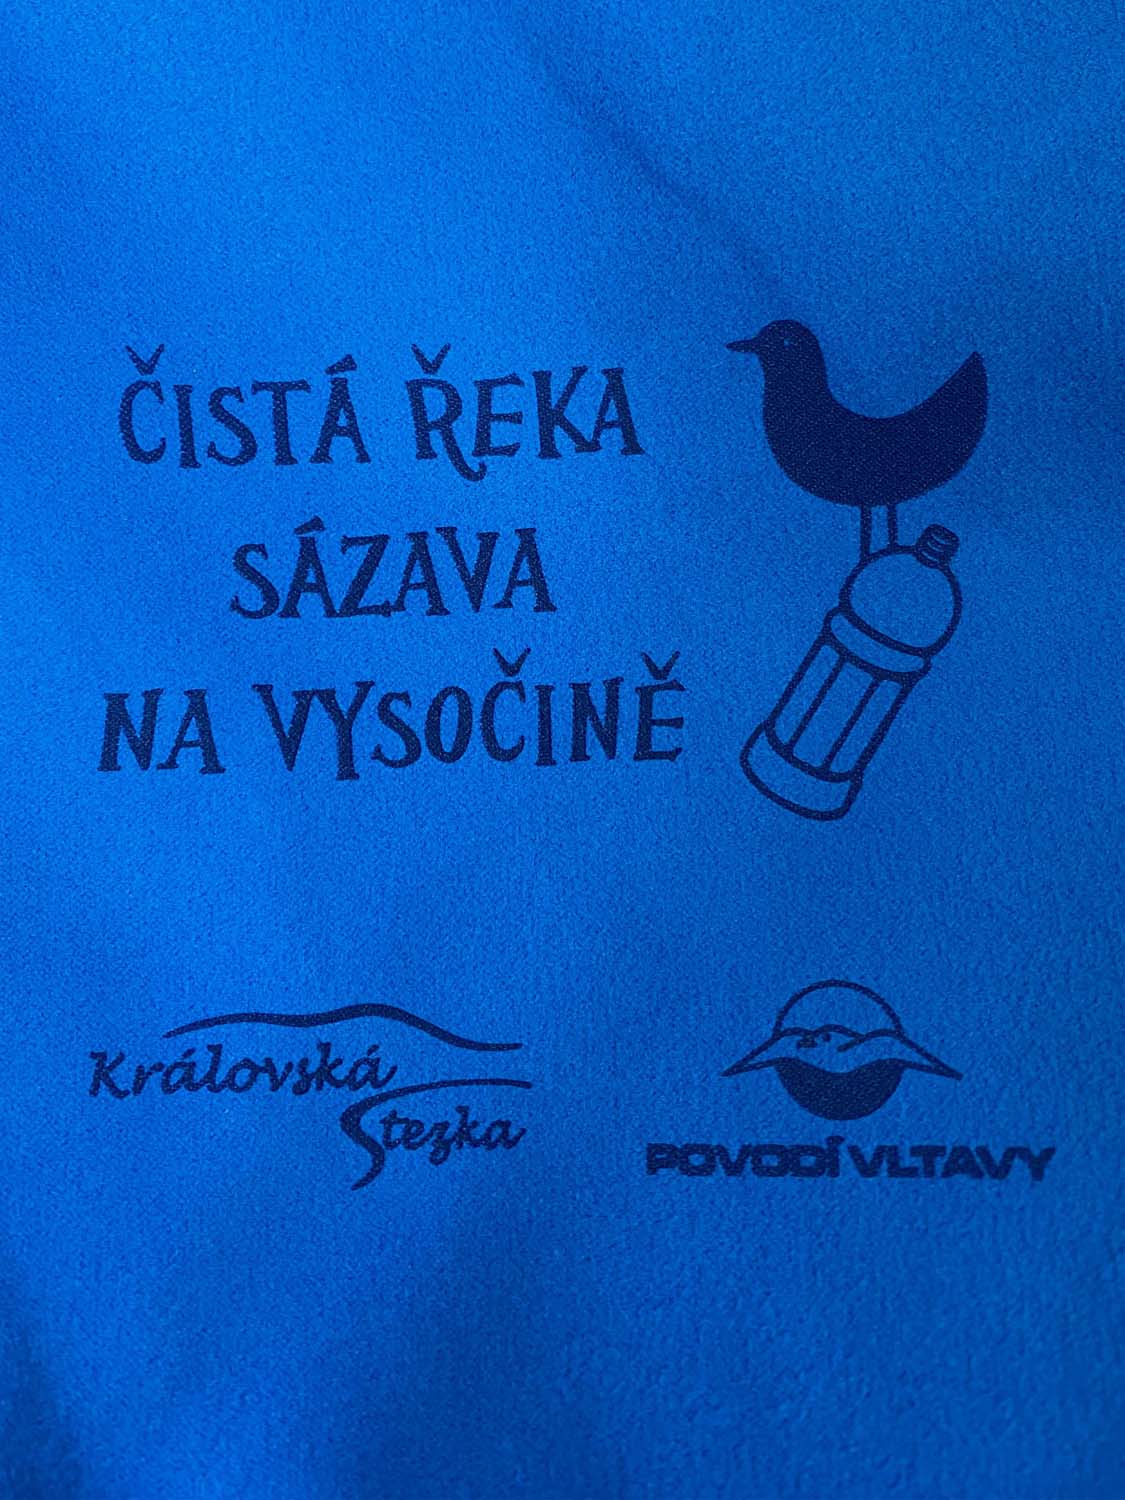 ČISTÁ ŘEKA
SÁZAVA
NA VYSOČINĚ
Královská
Stezka
POVODÍ VLTAVY